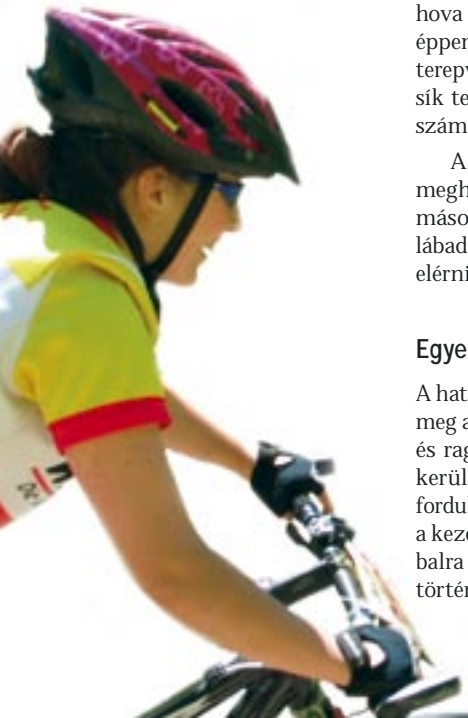 hova
éppen
terepv
sík te
szám
A
megh
máso
lábad
elérni
Egye
A hat
meg a
és rag
kerül
fordu
a kezd
balra
történ